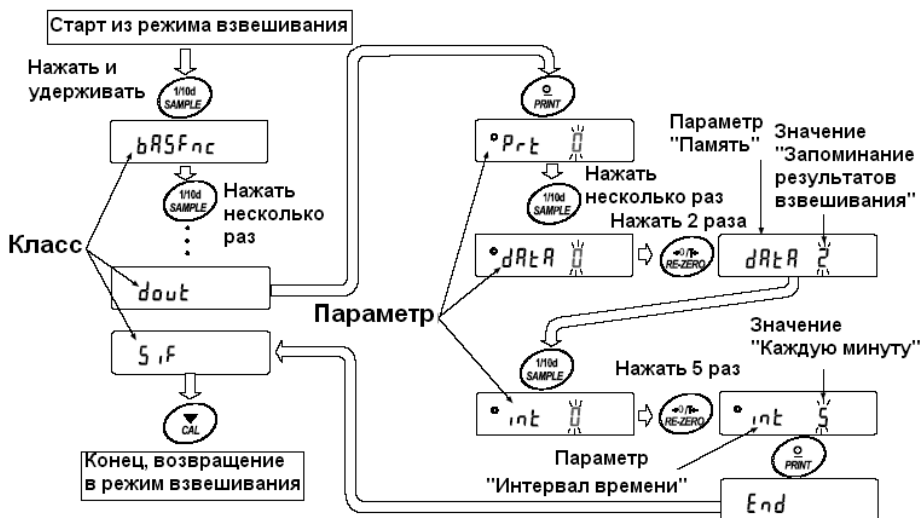 Старт из режима взвешивания
Нажать и
удерживать
1/10d
SAMPLE
bASFnc
1/10d
SAMPLE
Нажать
несколько
раз
Класс
dout
S iF
CAL
Конец, возвращение
в режим взвешивания
PRINT
Prt 0
1/10d
SAMPLE
Нажать
несколько раз
Параметр
"Память"
Значение
"Запоминание
результатов
взвешивания"
Нажать 2 раза
dAtA 0
→0/T←
RE-ZERO
dAtA 2
Параметр
1/10d
SAMPLE
Нажать 5 раз
Значение
"Каждую минуту"
int 0
→0/T←
RE-ZERO
int 5
Параметр
"Интервал времени"
PRINT
End